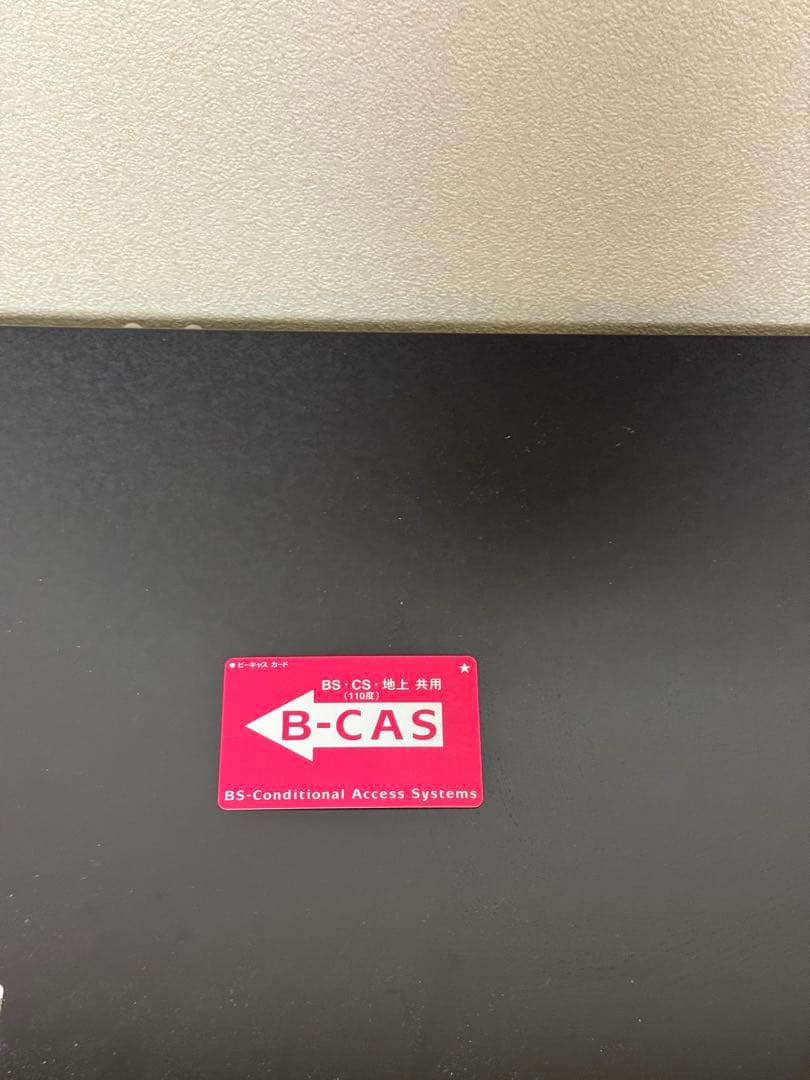 ビーキャス カード
BS・CS・地上 共用
(110度)
B-CAS
BS-Conditional Access Systems